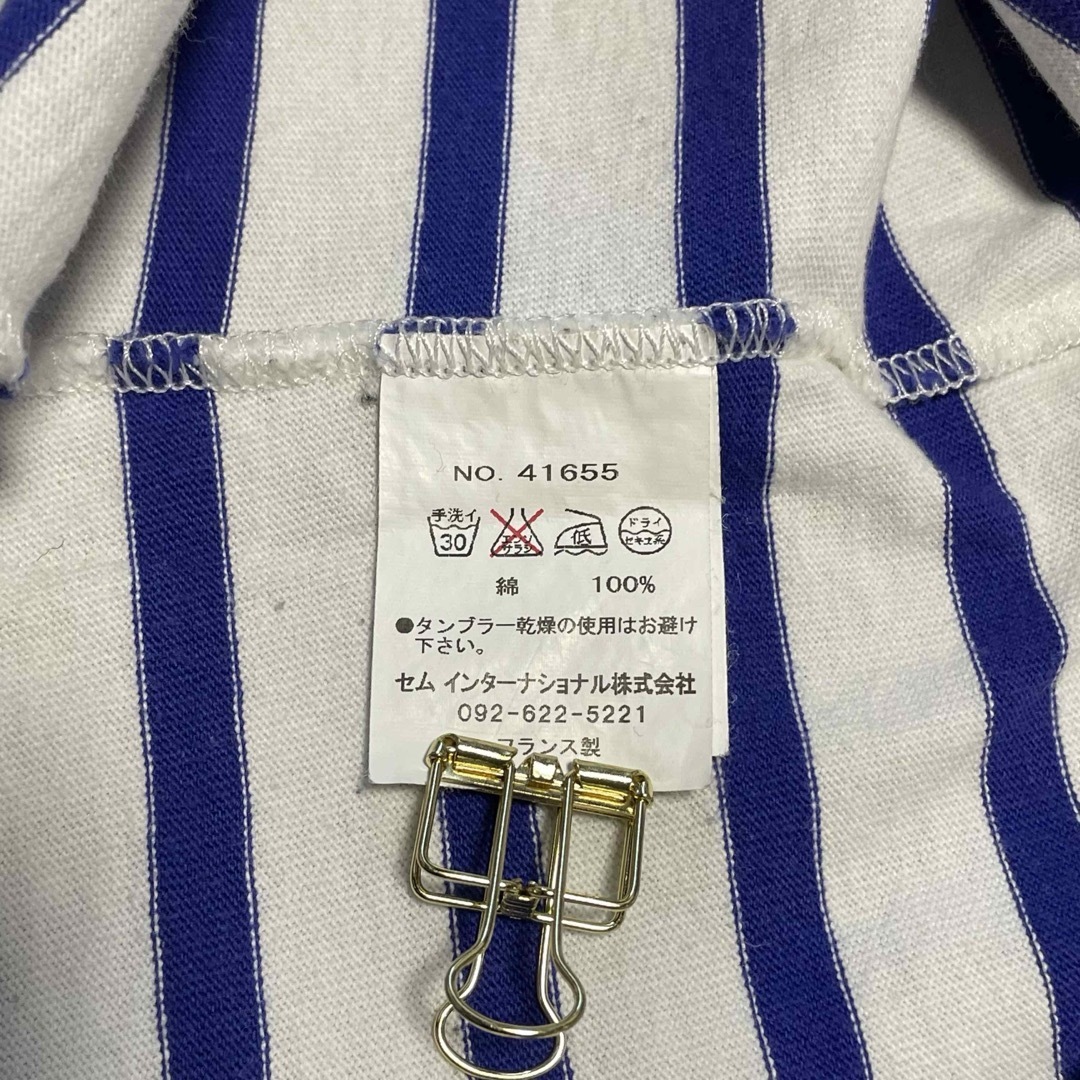 NO. 41655
手洗イ 30 エンソサラシ 低 ドライ セキユ系
綿 100%
●タンブラー乾燥の使用はお避け
下さい。
セム インターナショナル株式会社
092-622-5221
フランス製